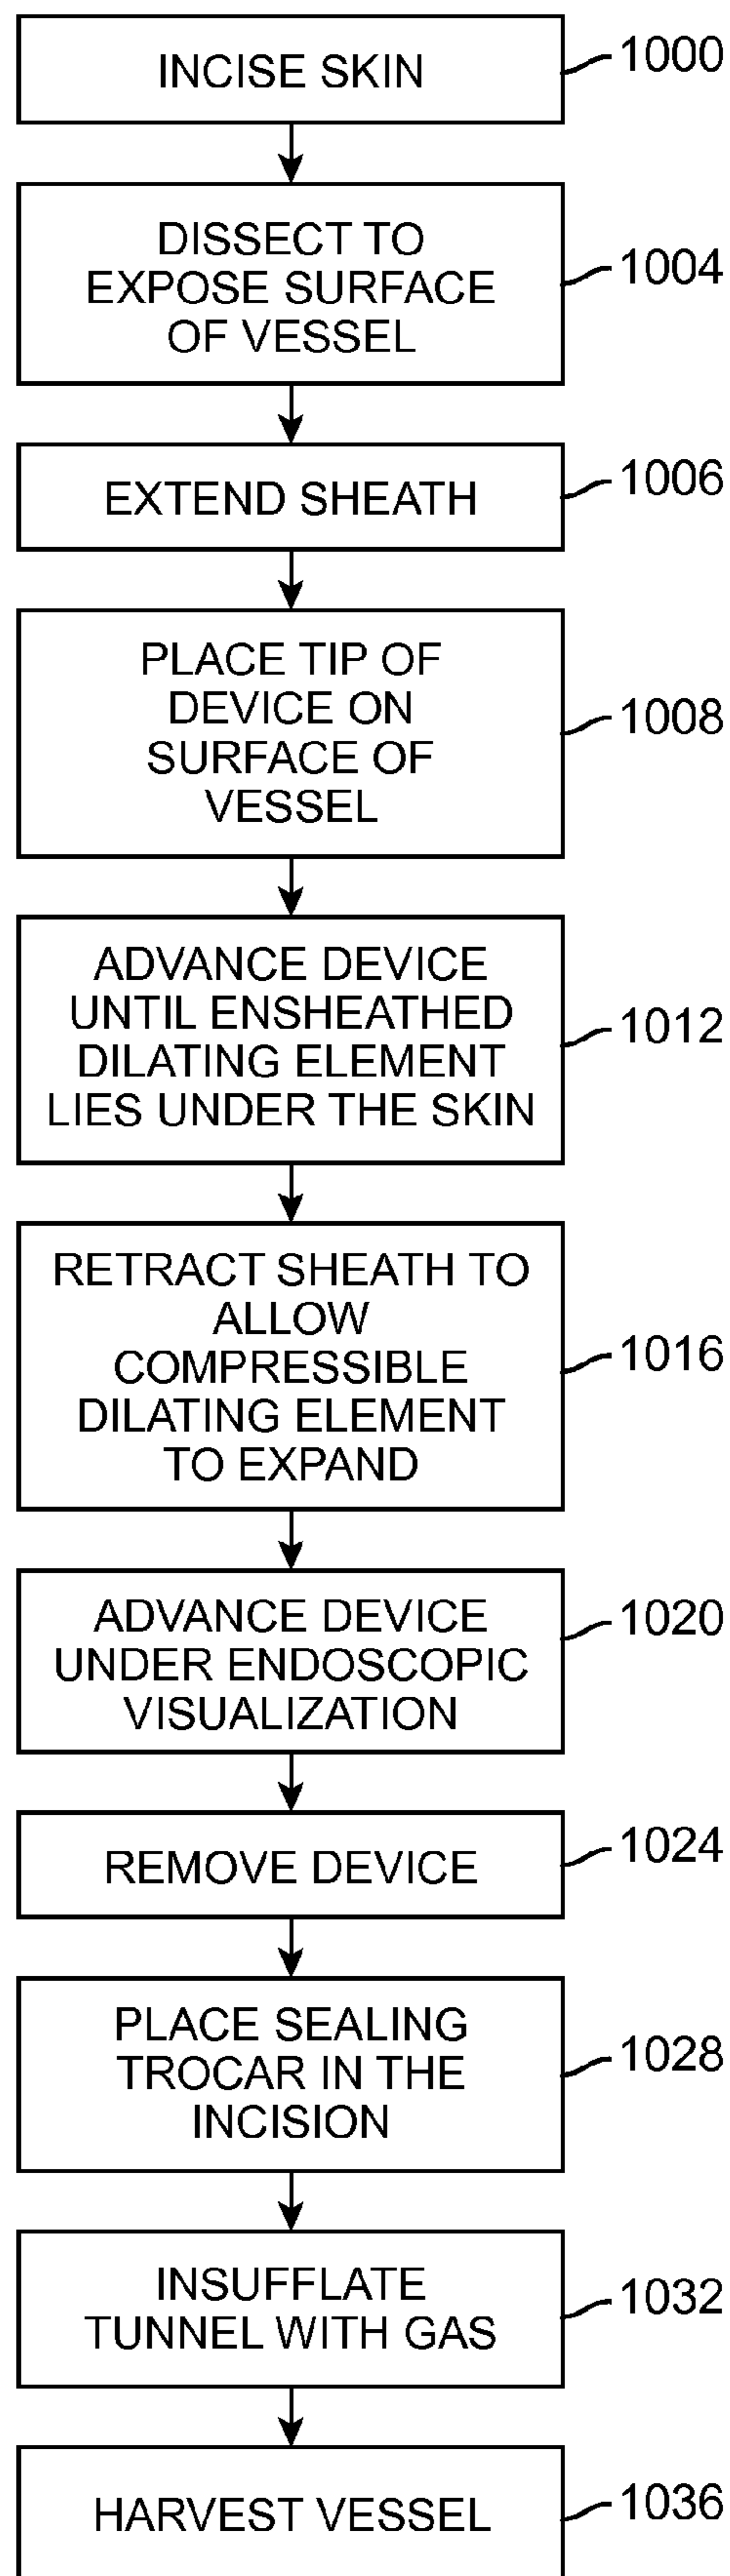 INCISE SKIN
1000
DISSECT TO
EXPOSE SURFACE
OF VESSEL
1004
EXTEND SHEATH
1006
PLACE TIP OF
DEVICE ON
SURFACE OF
VESSEL
1008
ADVANCE DEVICE
UNTIL ENSHEATHED
DILATING ELEMENT
LIES UNDER THE SKIN
1012
RETRACT SHEATH TO
ALLOW
COMPRESSIBLE
DILATING ELEMENT
TO EXPAND
1016
ADVANCE DEVICE
UNDER ENDOSCOPIC
VISUALIZATION
1020
REMOVE DEVICE
1024
PLACE SEALING
TROCAR IN THE
INCISION
1028
INSUFFLATE
TUNNEL WITH GAS
1032
HARVEST VESSEL
1036